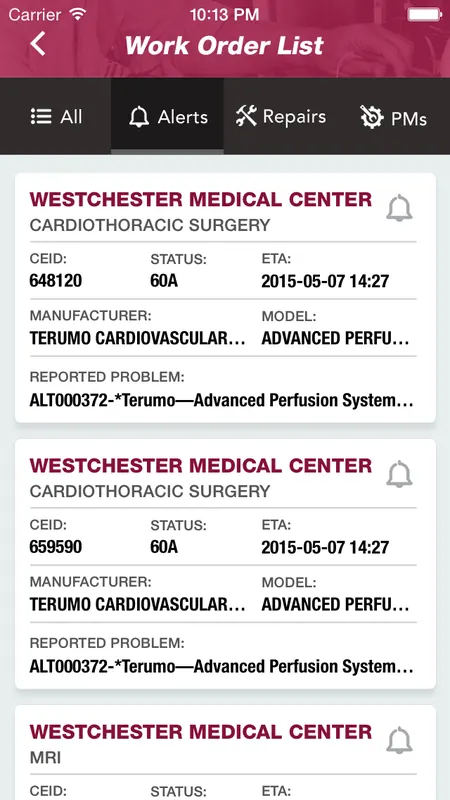 Carrier 10:13 PM
Work Order List
All Alerts Repairs PMs
WESTCHESTER MEDICAL CENTER
CARDIOTHORACIC SURGERY
CEID: STATUS: ETA:
648120 60A 2015-05-07 14:27
MANUFACTURER: MODEL:
TERUMO CARDIOVASCULAR... ADVANCED PERFU...
REPORTED PROBLEM:
ALT000372-*Terumo—Advanced Perfusion System...
WESTCHESTER MEDICAL CENTER
CARDIOTHORACIC SURGERY
CEID: STATUS: ETA:
659590 60A 2015-05-07 14:27
MANUFACTURER: MODEL:
TERUMO CARDIOVASCULAR... ADVANCED PERFU...
REPORTED PROBLEM:
ALT000372-*Terumo—Advanced Perfusion System...
WESTCHESTER MEDICAL CENTER
MRI
CEID: STATUS: ETA: